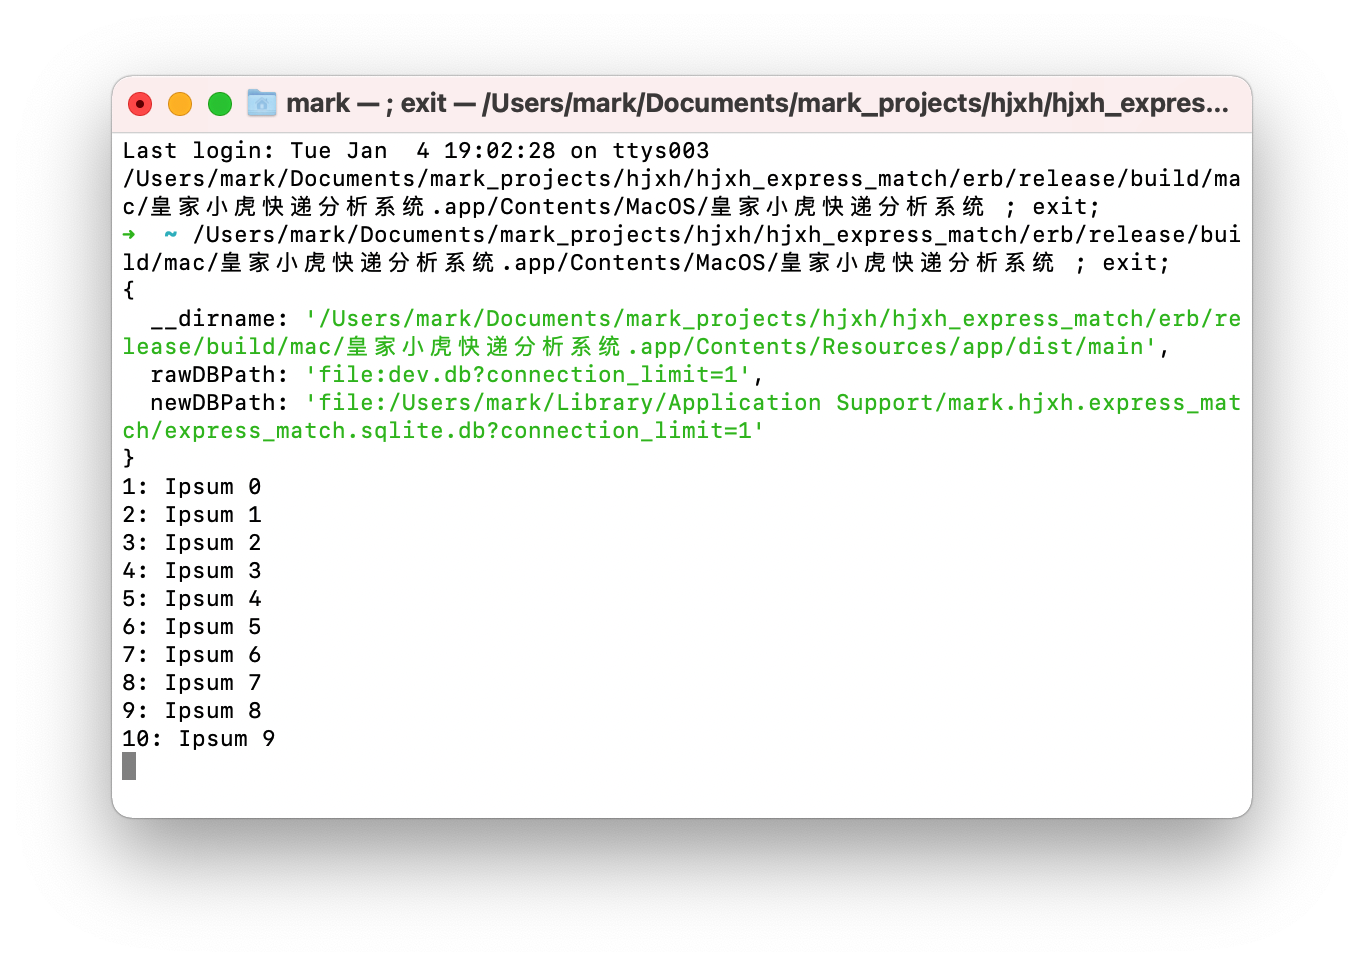 mark — ; exit — /Users/mark/Documents/mark_projects/hjxh/hjxh_expres...
Last login: Tue Jan  4 19:02:28 on ttys003
/Users/mark/Documents/mark_projects/hjxh/hjxh_express_match/erb/release/build/ma
c/皇家小虎快递分析系统.app/Contents/MacOS/皇家小虎快递分析系统 ; exit;
➜  ~ /Users/mark/Documents/mark_projects/hjxh/hjxh_express_match/erb/release/bui
ld/mac/皇家小虎快递分析系统.app/Contents/MacOS/皇家小虎快递分析系统 ; exit;
{
  __dirname: '/Users/mark/Documents/mark_projects/hjxh/hjxh_express_match/erb/re
lease/build/mac/皇家小虎快递分析系统.app/Contents/Resources/app/dist/main',
  rawDBPath: 'file:dev.db?connection_limit=1',
  newDBPath: 'file:/Users/mark/Library/Application Support/mark.hjxh.express_mat
ch/express_match.sqlite.db?connection_limit=1'
}
1: Ipsum 0
2: Ipsum 1
3: Ipsum 2
4: Ipsum 3
5: Ipsum 4
6: Ipsum 5
7: Ipsum 6
8: Ipsum 7
9: Ipsum 8
10: Ipsum 9